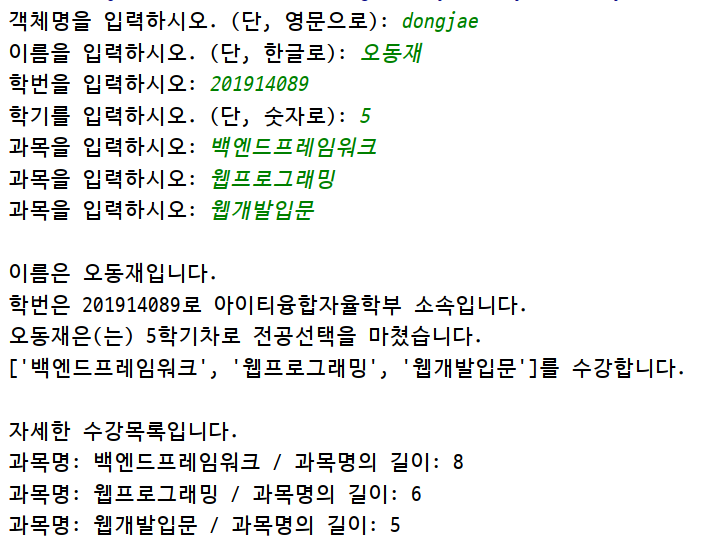 객체명을 입력하시오. (단, 영문으로): dongjae
이름을 입력하시오. (단, 한글로): 오동재
학번을 입력하시오: 201914089
학기를 입력하시오. (단, 숫자로): 5
과목을 입력하시오: 백엔드프레임워크
과목을 입력하시오: 웹프로그래밍
과목을 입력하시오: 웹개발입문
이름은 오동재입니다.
학번은 201914089로 아이티융합자율학부 소속입니다.
오동재은(는) 5학기차로 전공선택을 마쳤습니다.
['백엔드프레임워크', '웹프로그래밍', '웹개발입문']를 수강합니다.
자세한 수강목록입니다.
과목명: 백엔드프레임워크 / 과목명의 길이: 8
과목명: 웹프로그래밍 / 과목명의 길이: 6
과목명: 웹개발입문 / 과목명의 길이: 5